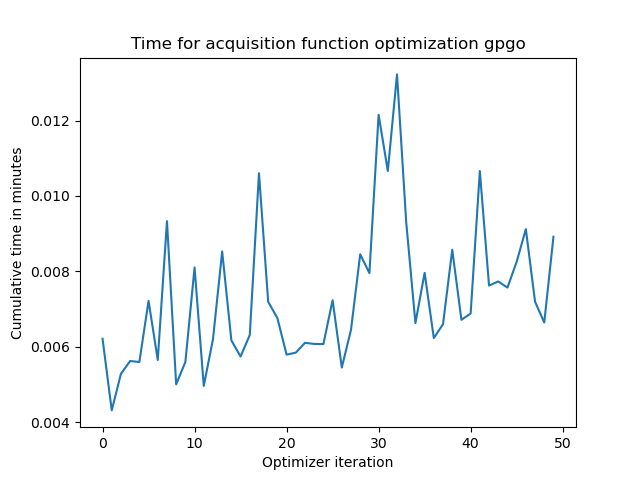 Time for acquisition function optimization gpgo
Cumulative time in minutes
0.012
0.010
0.008
0.006
0.004
0 10 20 30 40 50
Optimizer iteration